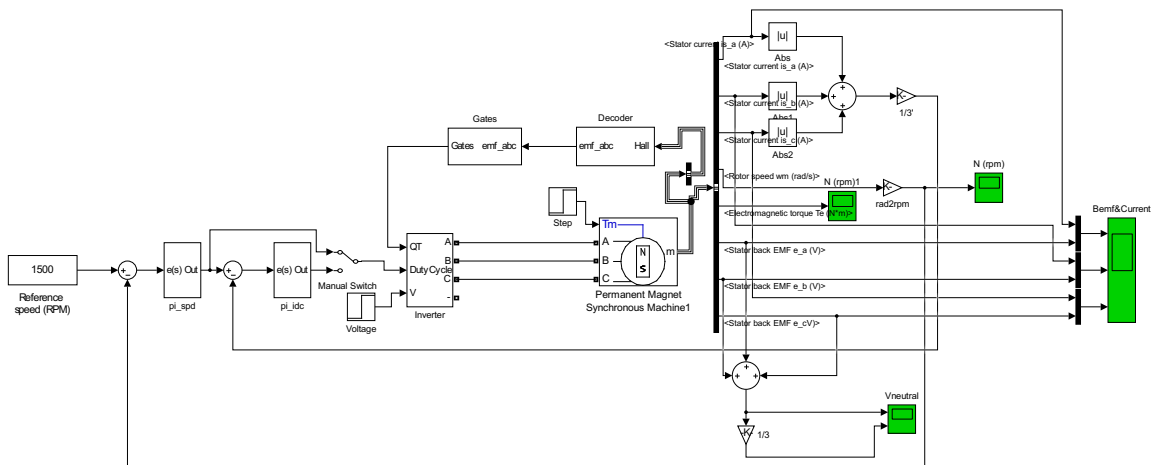 <Stator current is_a (A)>
|u|
Abs
<Stator current is_a (A)>
|u|
<Stator current is_b (A)>
Abs1
|u|
<Stator current is_c (A)>
Abs2
+
+
+
K-
1/3'
Gates
Gates emf_abc
Decoder
emf_abc Hall
<Rotor speed wm (rad/s)>
N (rpm)1
K-
rad2rpm
N (rpm)
<Electromagnetic torque Te (N*m)>
Step
Tm
A
B
C
m
N
S
Permanent Magnet
Synchronous Machine1
Bemf&Current
<Stator back EMF e_a (V)>
<Stator back EMF e_b (V)>
<Stator back EMF e_cV)>
1500
Reference
speed (RPM)
+
−
e(s) Out
pi_spd
+
−
e(s) Out
pi_idc
Manual Switch
Voltage
QT
DutyCycle
V
A
B
C
-
Inverter
+
+
+
-K-
1/3
Vneutral